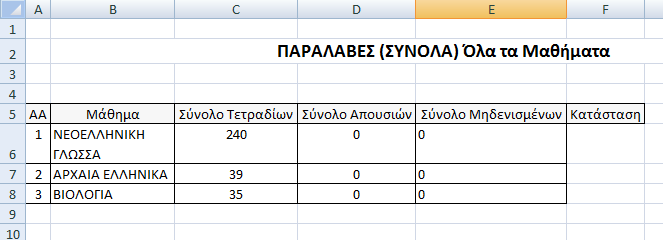 A B C D E F
1
2 ΠΑΡΑΛΑΒΕΣ (ΣΥΝΟΛΑ) Όλα τα Μαθήματα
3
4
5 ΑΑ Μάθημα Σύνολο Τετραδίων Σύνολο Απουσιών Σύνολο Μηδενισμένων Κατάσταση
1 ΝΕΟΕΛΛΗΝΙΚΗ 240 0 0
6 ΓΛΩΣΣΑ
7 2 ΑΡΧΑΙΑ ΕΛΛΗΝΙΚΑ 39 0 0
8 3 ΒΙΟΛΟΓΙΑ 35 0 0
9
10